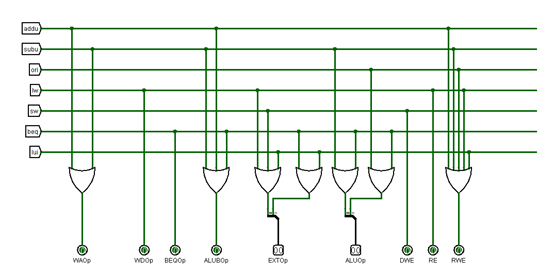 addu
subu
ori
lw
sw
beq
lui
00
00
WAOp
WDOp
BEQOp
ALUBOp
EXTOp
ALUOp
DWE
RE
RWE